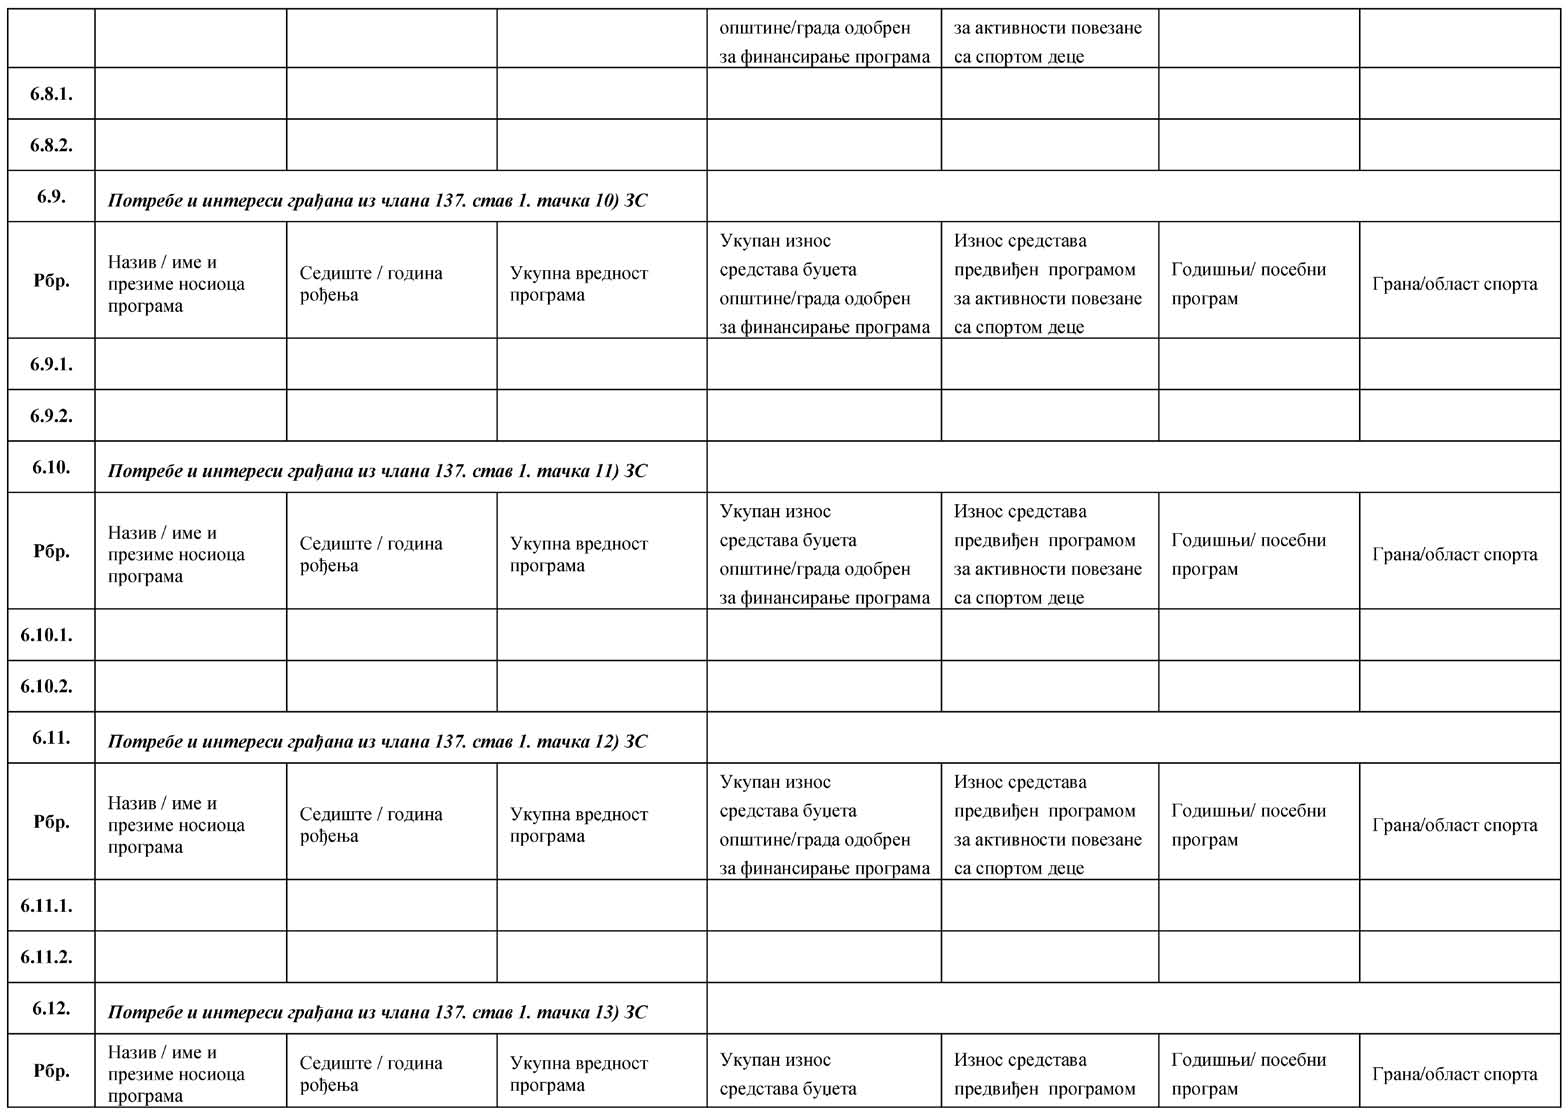 општине/града одобрен
за финансирање програма
за активности повезане
са спортом деце
6.8.1.
6.8.2.
6.9.
Потребе и интереси грађана из члана 137. став 1. тачка 10) ЗС
Рбр.
Назив / име и
презиме носиоца
програма
Седиште / година
рођења
Укупна вредност
програма
Укупан износ
средстава буџета
општине/града одобрен
за финансирање програма
Износ средстава
предвиђен програмом
за активности повезане
са спортом деце
Годишњи/ посебни
програм
Грана/област спорта
6.9.1.
6.9.2.
6.10.
Потребе и интереси грађана из члана 137. став 1. тачка 11) ЗС
Рбр.
Назив / име и
презиме носиоца
програма
Седиште / година
рођења
Укупна вредност
програма
Укупан износ
средстава буџета
општине/града одобрен
за финансирање програма
Износ средстава
предвиђен програмом
за активности повезане
са спортом деце
Годишњи/ посебни
програм
Грана/област спорта
6.10.1.
6.10.2.
6.11.
Потребе и интереси грађана из члана 137. став 1. тачка 12) ЗС
Рбр.
Назив / име и
презиме носиоца
програма
Седиште / година
рођења
Укупна вредност
програма
Укупан износ
средстава буџета
општине/града одобрен
за финансирање програма
Износ средстава
предвиђен програмом
за активности повезане
са спортом деце
Годишњи/ посебни
програм
Грана/област спорта
6.11.1.
6.11.2.
6.12.
Потребе и интереси грађана из члана 137. став 1. тачка 13) ЗС
Рбр.
Назив / име и
презиме носиоца
програма
Седиште / година
рођења
Укупна вредност
програма
Укупан износ
средстава буџета
Износ средстава
предвиђен програмом
Годишњи/ посебни
програм
Грана/област спорта